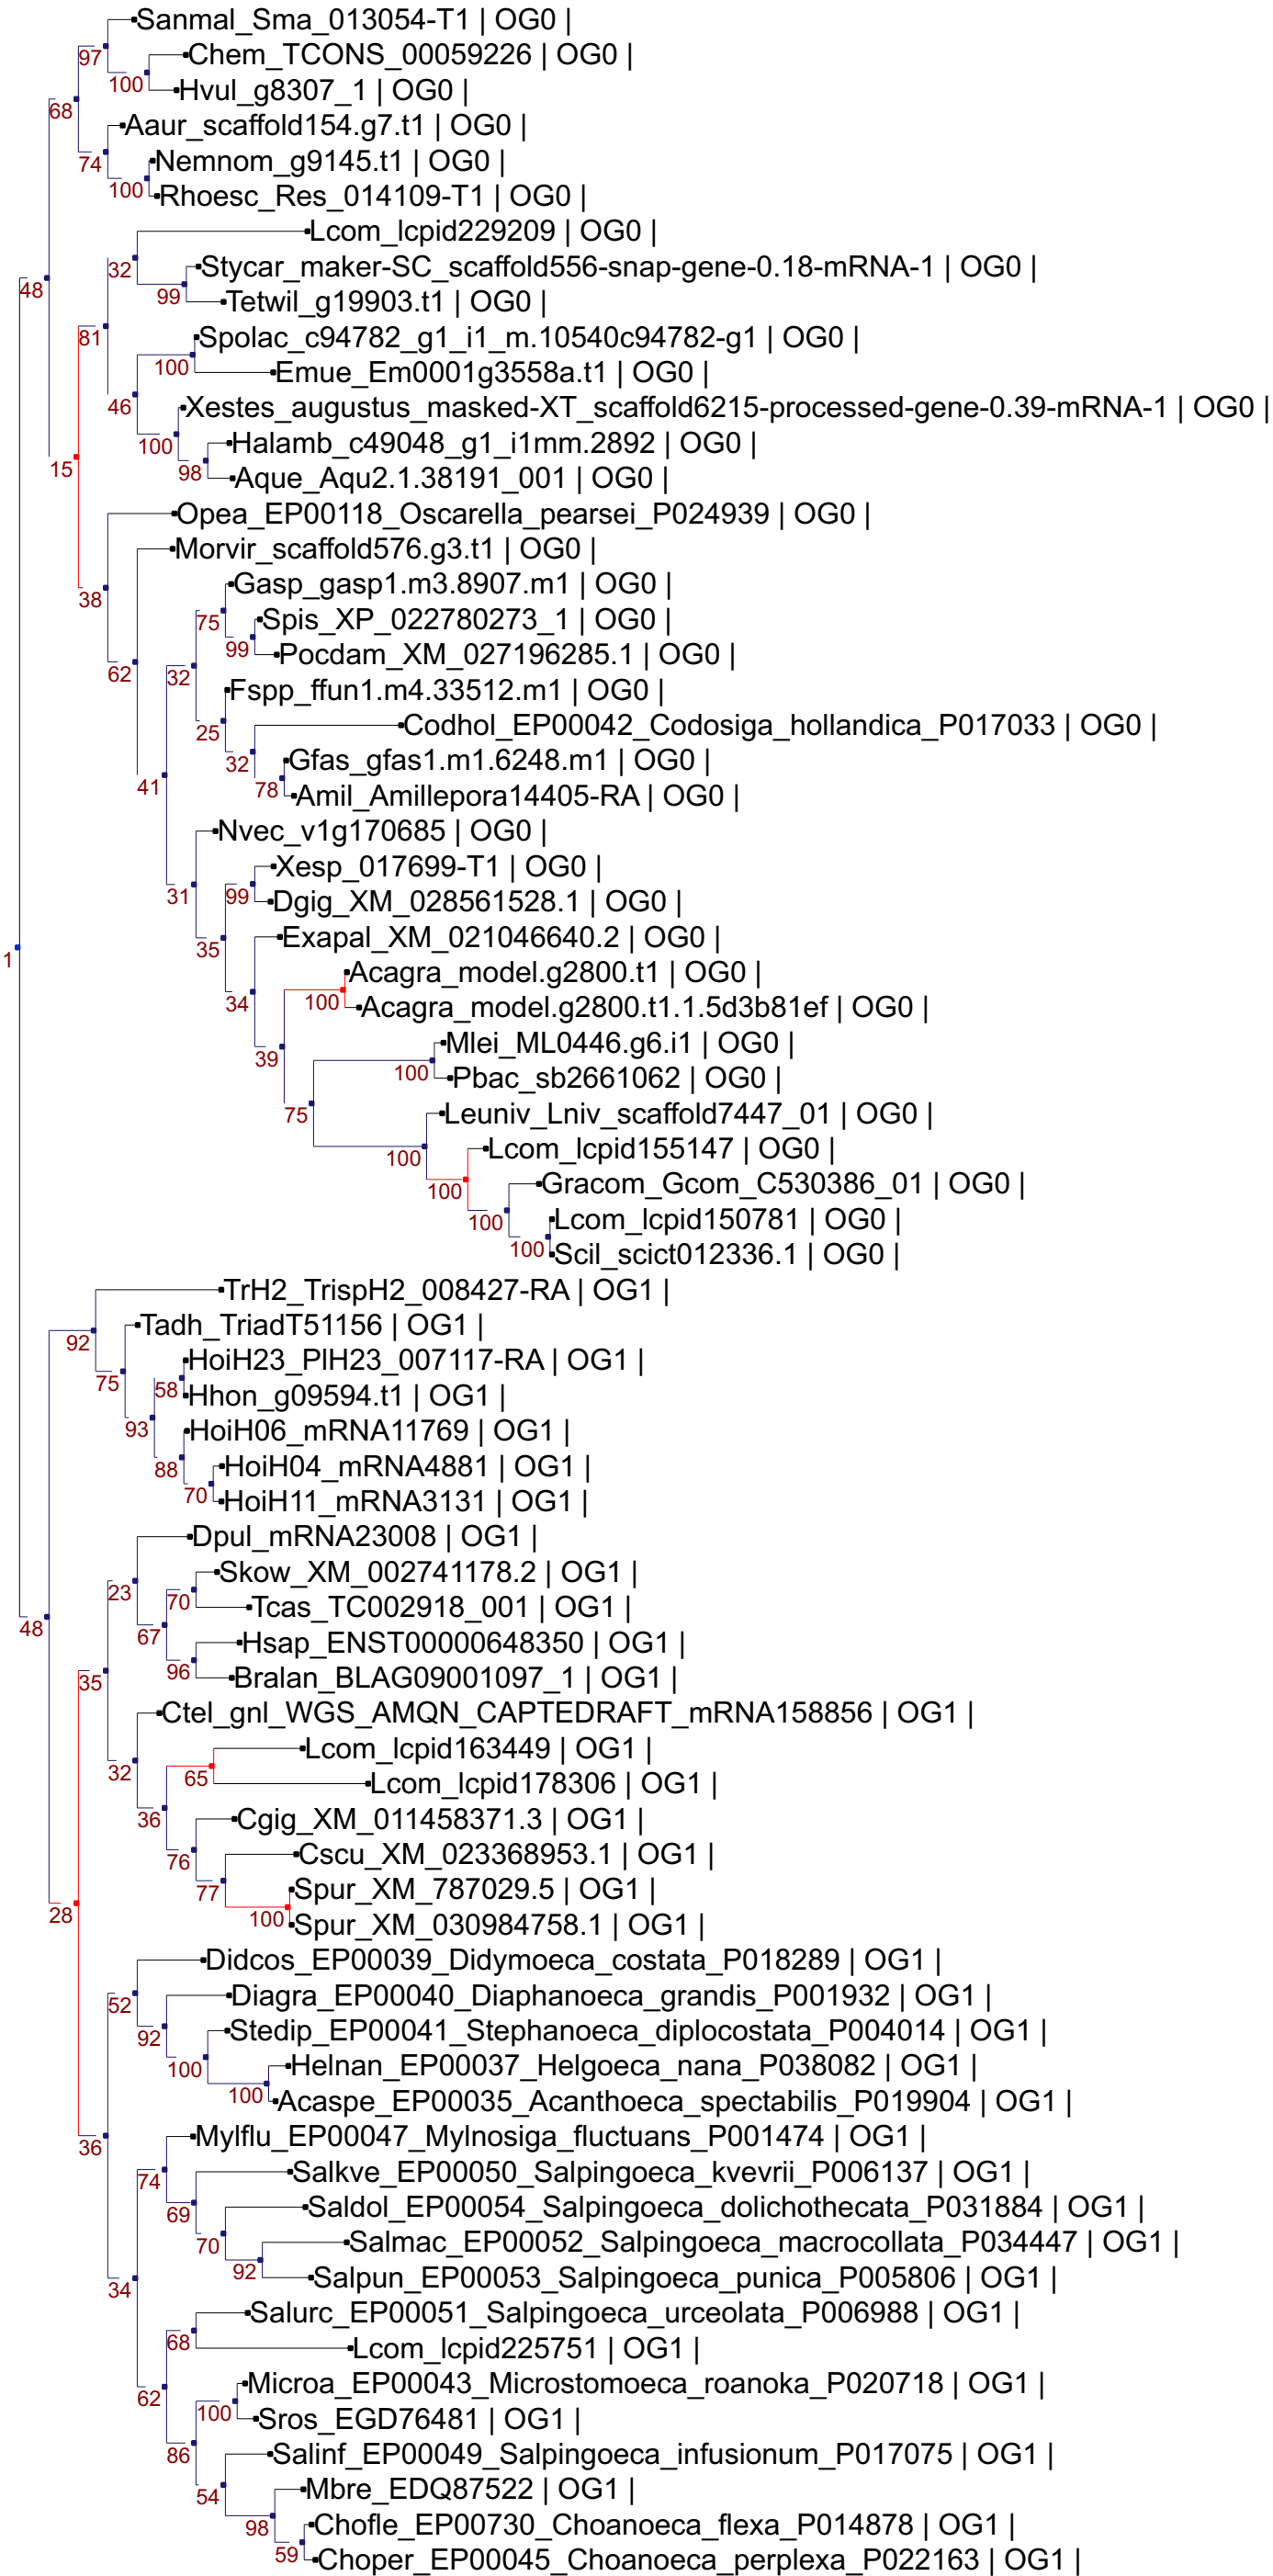 Sanmal_Sma_013054-T1 | OG0 |
97
Chem_TCONS_00059226 | OG0 |
100
Hvul_g8307_1 | OG0 |
68
Aaur_scaffold154.g7.t1 | OG0 |
74
Nemnom_g9145.t1 | OG0 |
100
Rhoesc_Res_014109-T1 | OG0 |
Lcom_lcpid229209 | OG0 |
32
Stycar_maker-SC_scaffold556-snap-gene-0.18-mRNA-1 | OG0 |
48
99
Tetwil_g19903.t1 | OG0 |
81
Spolac_c94782_g1_i1_m.10540c94782-g1 | OG0 |
100
Emue_Em0001g3558a.t1 | OG0 |
46
Xestes_augustus_masked-XT_scaffold6215-processed-gene-0.39-mRNA-1 | OG0 |
100
Halamb_c49048_g1_i1mm.2892 | OG0 |
15
98
Aque_Aqu2.1.38191_001 | OG0 |
Opea_EP00118_Oscarella_pearsei_P024939 | OG0 |
Morvir_scaffold576.g3.t1 | OG0 |
38
Gasp_gasp1.m3.8907.m1 | OG0 |
75
Spis_XP_022780273_1 | OG0 |
99
Pocdam_XM_027196285.1 | OG0 |
62
32
Fspp_ffun1.m4.33512.m1 | OG0 |
25
Codhol_EP00042_Codosiga_hollandica_P017033 | OG0 |
32
Gfas_gfas1.m1.6248.m1 | OG0 |
41
78
Amil_Amillepora14405-RA | OG0 |
Nvec_v1g170685 | OG0 |
Xesp_017699-T1 | OG0 |
31
99
Dgig_XM_028561528.1 | OG0 |
35
Exapal_XM_021046640.2 | OG0 |
1
Acagra_model.g2800.t1 | OG0 |
34
100
Acagra_model.g2800.t1.1.5d3b81ef | OG0 |
39
Mlei_ML0446.g6.i1 | OG0 |
100
Pbac_sb2661062 | OG0 |
75
Leuniv_Lniv_scaffold7447_01 | OG0 |
100
Lcom_lcpid155147 | OG0 |
100
Gracom_Gcom_C530386_01 | OG0 |
100
Lcom_lcpid150781 | OG0 |
100
Scil_scict012336.1 | OG0 |
TrH2_TrispH2_008427-RA | OG1 |
92
Tadh_TriadT51156 | OG1 |
75
HoiH23_PlH23_007117-RA | OG1 |
58
Hhon_g09594.t1 | OG1 |
93
HoiH06_mRNA11769 | OG1 |
88
HoiH04_mRNA4881 | OG1 |
70
HoiH11_mRNA3131 | OG1 |
Dpul_mRNA23008 | OG1 |
23
Skow_XM_002741178.2 | OG1 |
70
Tcas_TC002918_001 | OG1 |
48
67
Hsap_ENST00000648350 | OG1 |
96
Bralan_BLAG09001097_1 | OG1 |
35
Ctel_gnl_WGS_AMQN_CAPTEDRAFT_mRNA158856 | OG1 |
32
Lcom_lcpid163449 | OG1 |
65
Lcom_lcpid178306 | OG1 |
36
Cgig_XM_011458371.3 | OG1 |
76
Cscu_XM_023368953.1 | OG1 |
77
Spur_XM_787029.5 | OG1 |
28
100
Spur_XM_030984758.1 | OG1 |
Didcos_EP00039_Didymoeca_costata_P018289 | OG1 |
52
Diagra_EP00040_Diaphanoeca_grandis_P001932 | OG1 |
92
Stedip_EP00041_Stephanoeca_diplocostata_P004014 | OG1 |
100
Helnan_EP00037_Helgoeca_nana_P038082 | OG1 |
100
Acaspe_EP00035_Acanthoeca_spectabilis_P019904 | OG1 |
36
Mylflu_EP00047_Mylnosiga_fluctuans_P001474 | OG1 |
74
Salkve_EP00050_Salpingoeca_kvevrii_P006137 | OG1 |
69
Saldol_EP00054_Salpingoeca_dolichothecata_P031884 | OG1 |
70
Salmac_EP00052_Salpingoeca_macrocollata_P034447 | OG1 |
92
Salpun_EP00053_Salpingoeca_punica_P005806 | OG1 |
34
Salurc_EP00051_Salpingoeca_urceolata_P006988 | OG1 |
68
Lcom_lcpid225751 | OG1 |
62
Microa_EP00043_Microstomoeca_roanoka_P020718 | OG1 |
100
Sros_EGD76481 | OG1 |
86
Salinf_EP00049_Salpingoeca_infusionum_P017075 | OG1 |
54
Mbre_EDQ87522 | OG1 |
98
Chofle_EP00730_Choanoeca_flexa_P014878 | OG1 |
59
Choper_EP00045_Choanoeca_perplexa_P022163 | OG1 |